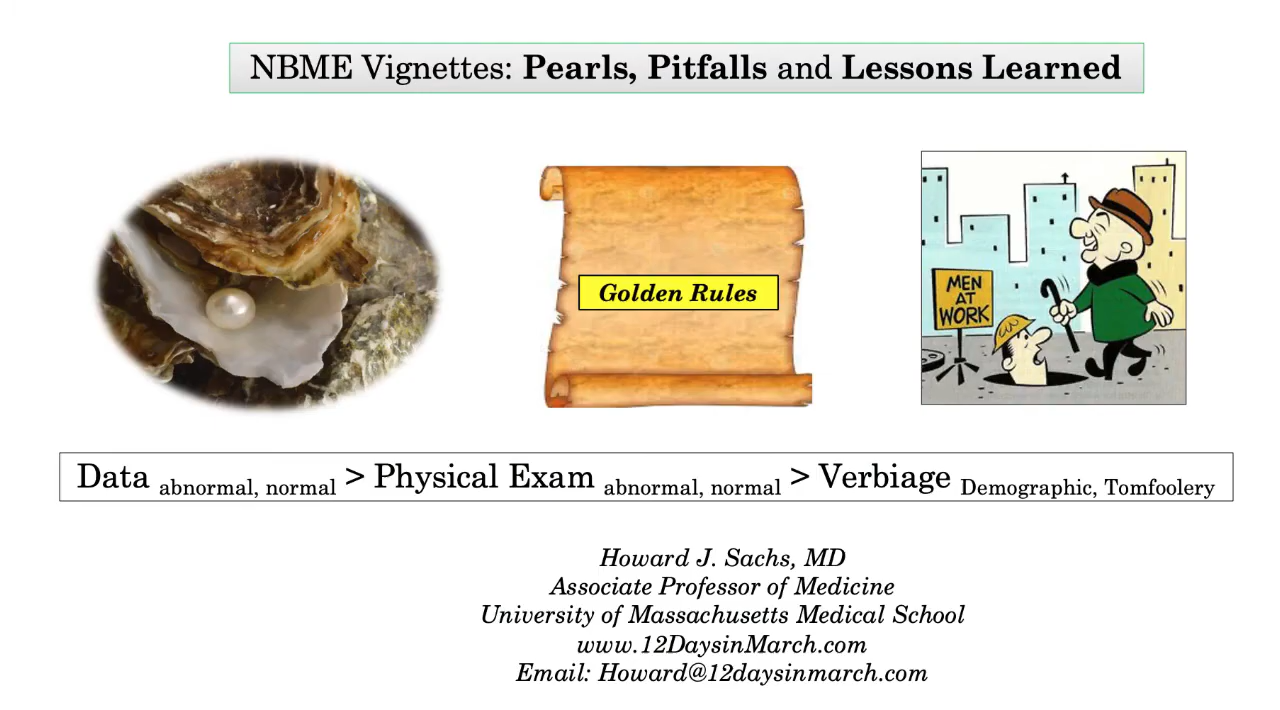 NBME Vignettes: Pearls, Pitfalls and Lessons Learned
Golden Rules
MEN
AT
WORK
Data abnormal, normal > Physical Exam abnormal, normal > Verbiage Demographic, Tomfoolery
Howard J. Sachs, MD
Associate Professor of Medicine
University of Massachusetts Medical School
www.12DaysinMarch.com
Email: Howard@12daysinmarch.com